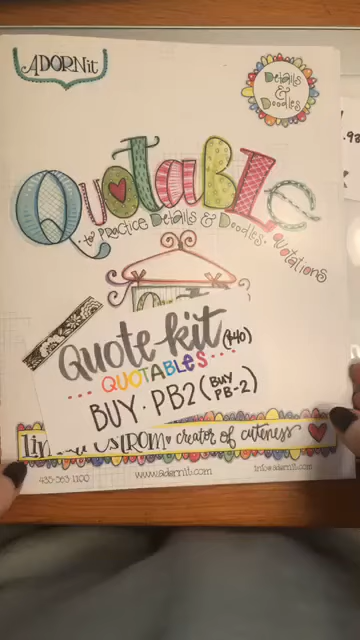 ADORNit
Details
&
Doodles
Quotable
to Practice Details & Doodles. Quotations
Quote kit (H6)
... QUOTABLES....
BUY. PB2 (BUY PB-2)
creator of cuteness
435-563-1100 www.adornit.com info@adornit.com